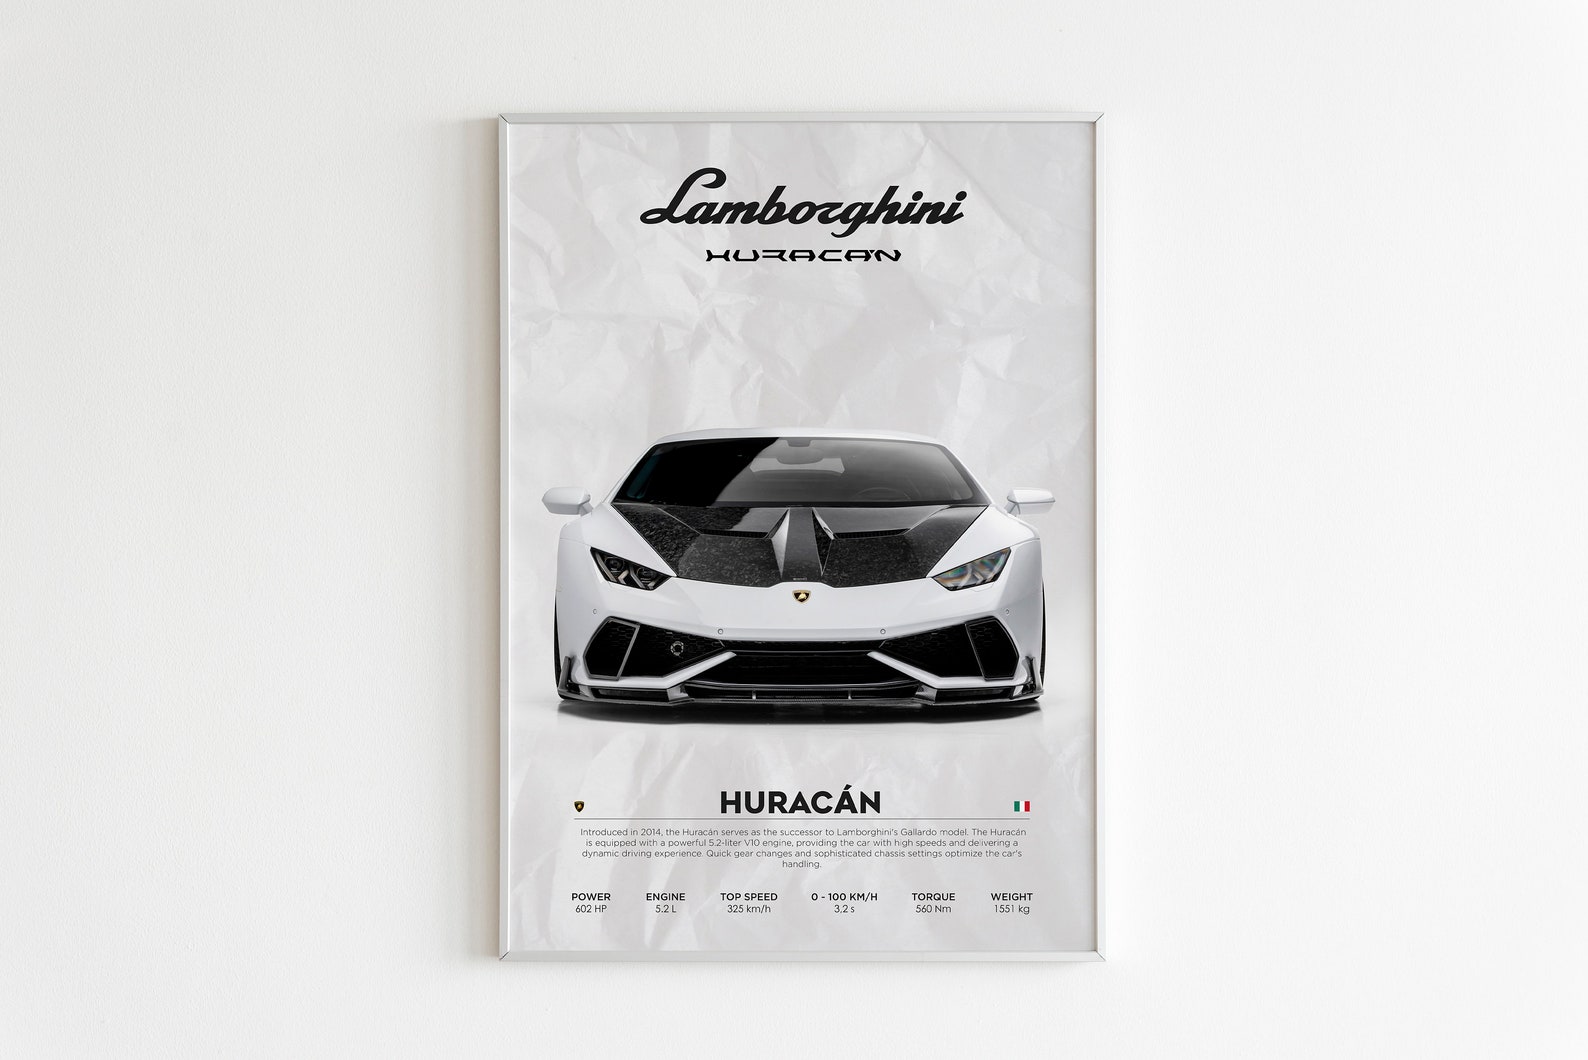 Lamborghini
HURACÁN
HURACÁN
Introduced in 2014, the Huracán serves as the successor to Lamborghini's Gallardo model. The Huracán
is equipped with a powerful 5.2-liter V10 engine, providing the car with high speeds and delivering a
dynamic driving experience. Quick gear changes and sophisticated chassis settings optimize the car's
handling.
POWER ENGINE TOP SPEED 0 - 100 KM/H TORQUE WEIGHT
602 HP 5.2 L 325 km/h 3,2 s 560 Nm 1551 kg